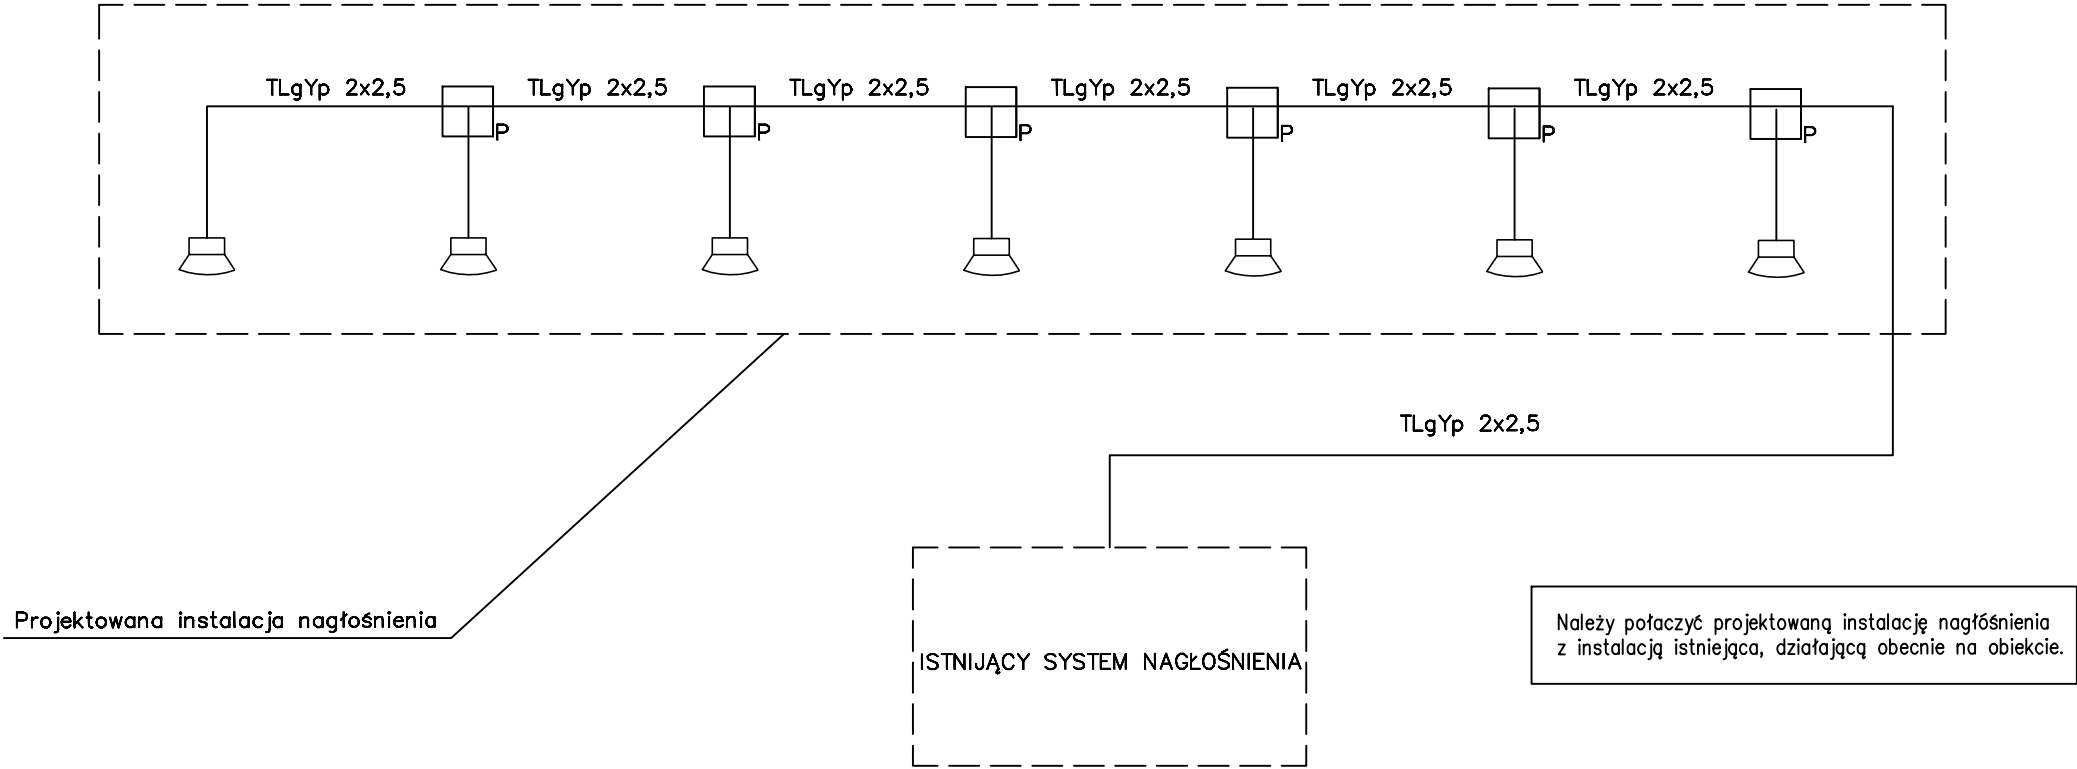 TLgYp 2x2,5
TLgYp 2x2,5
TLgYp 2x2,5
TLgYp 2x2,5
TLgYp 2x2,5
TLgYp 2x2,5
P
P
P
P
P
P
TLgYp 2x2,5
Projektowana instalacja nagłośnienia
ISTNIJĄCY SYSTEM NAGŁOŚNIENIA
Należy połaczyć projektowaną instalację nagłóśnienia
z instalacją istniejąca, działającą obecnie na obiekcie.